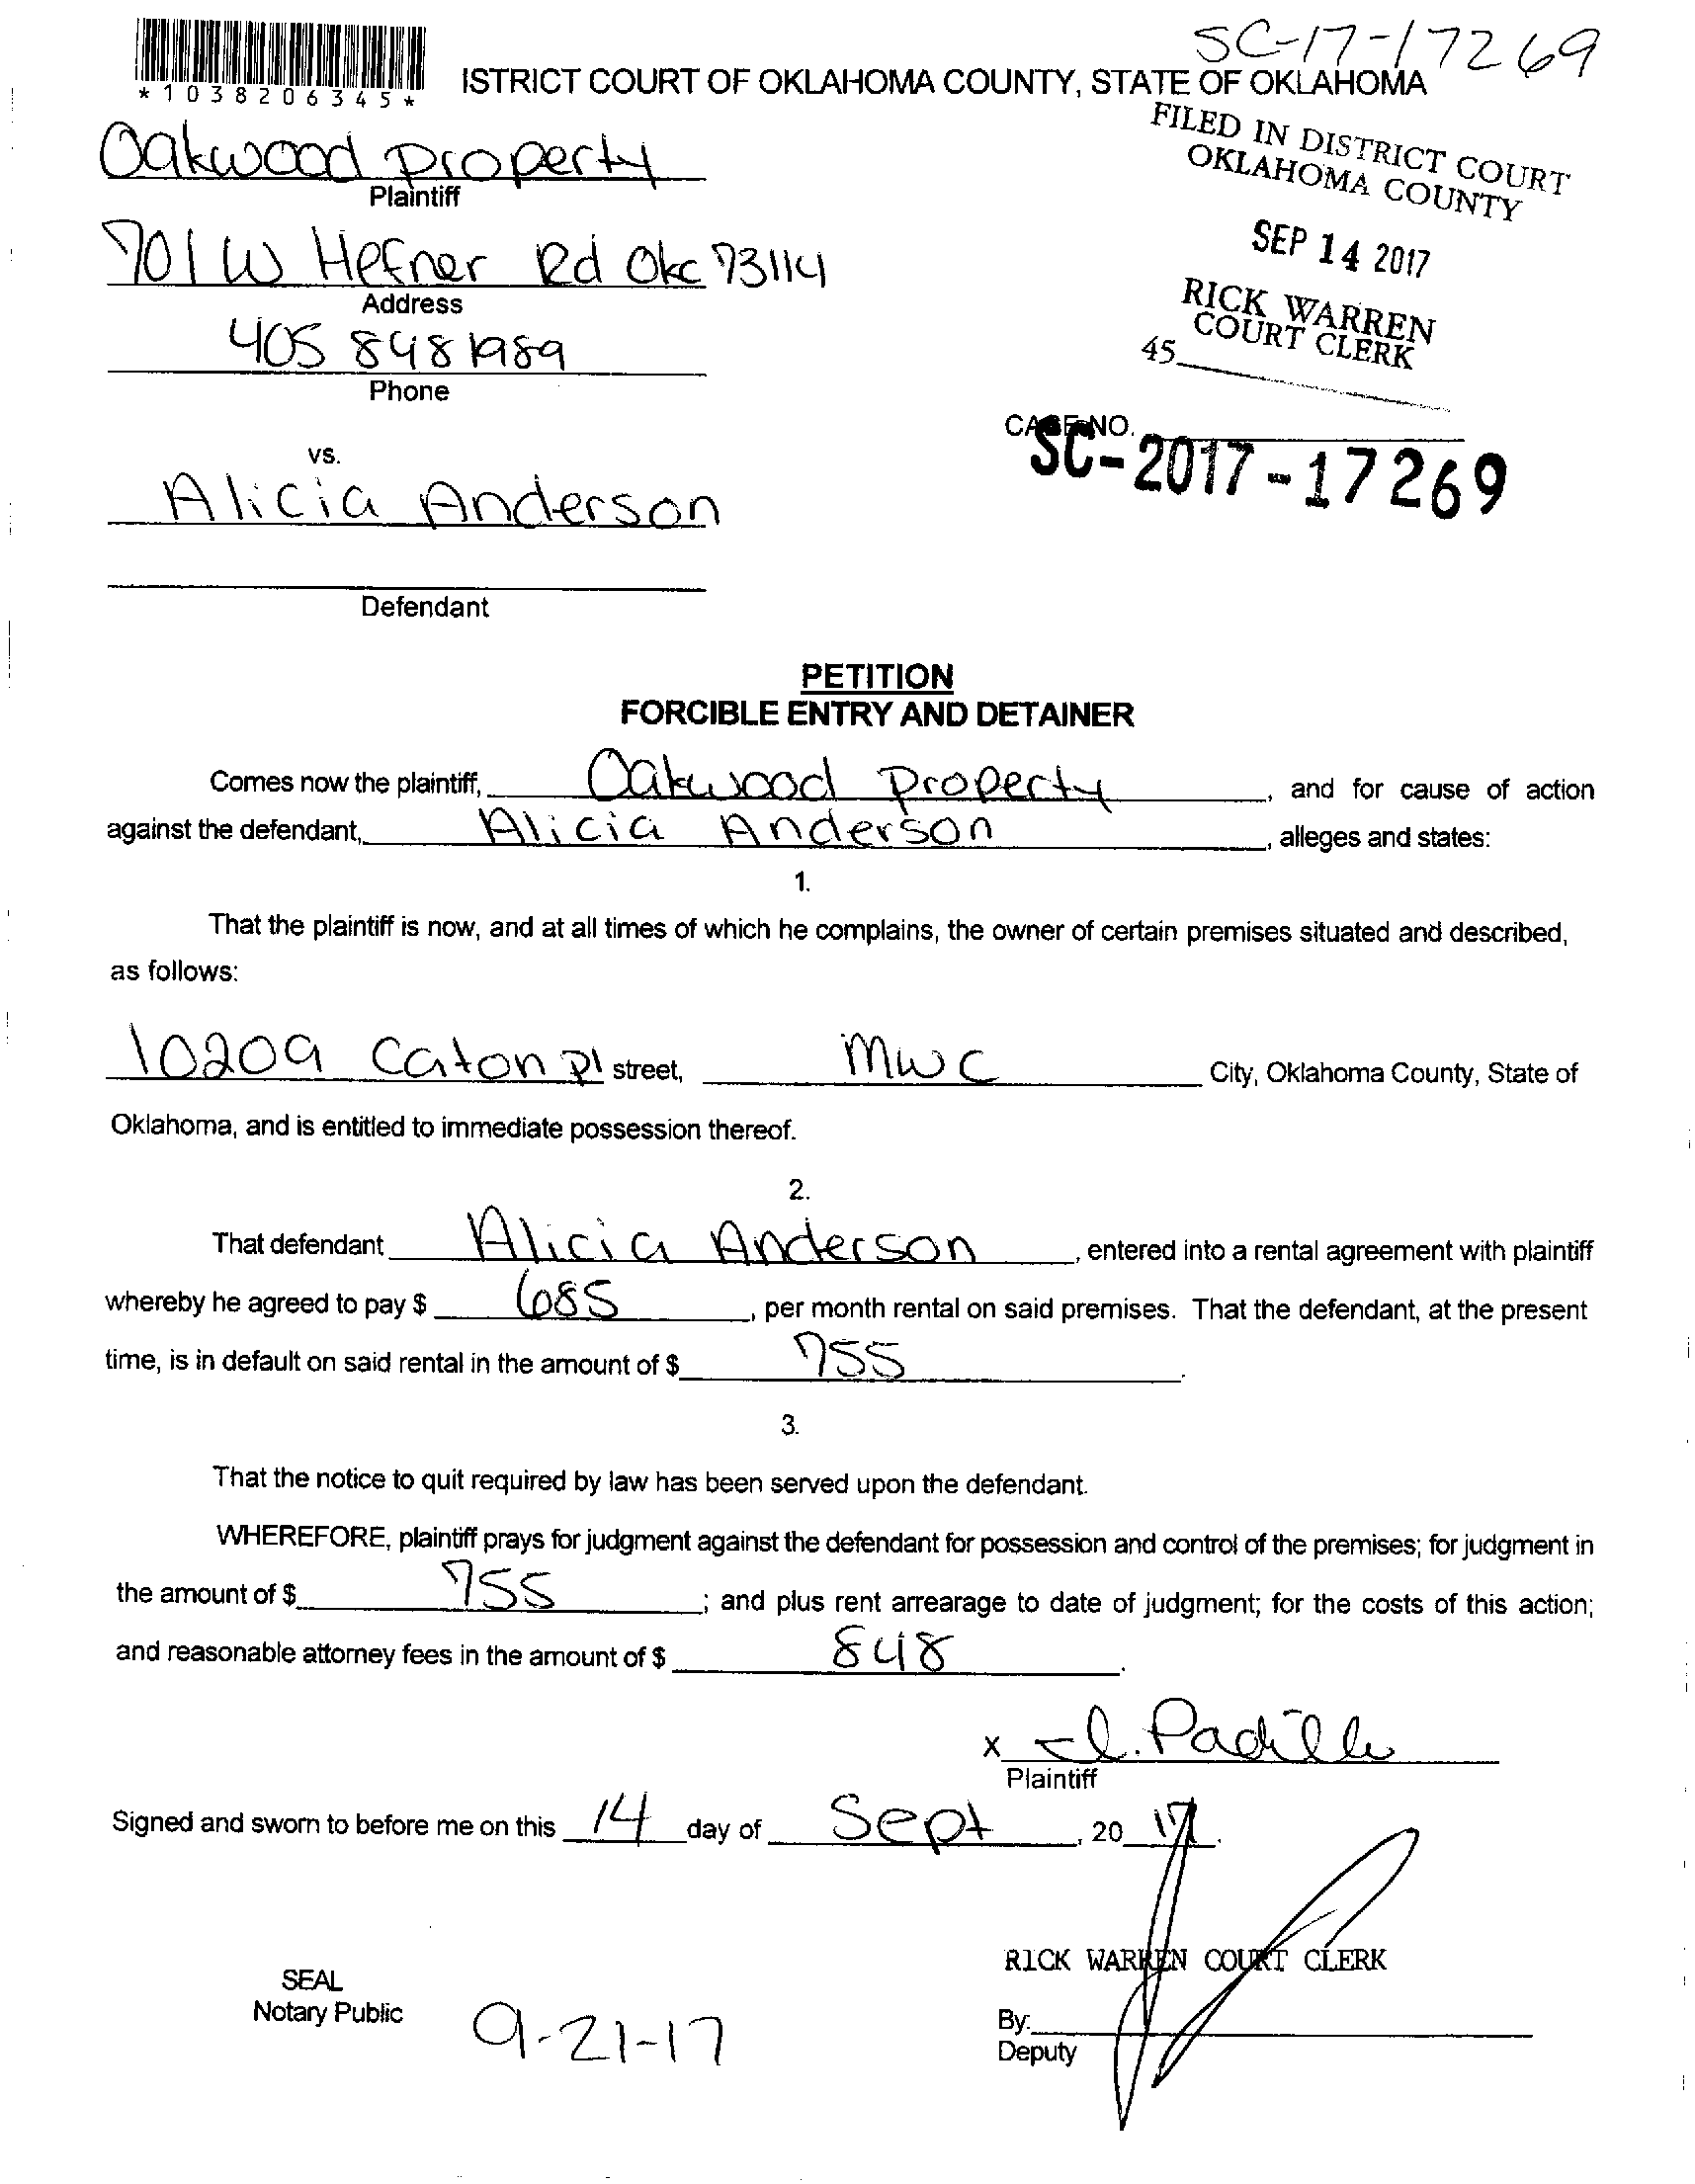 SC-17-17269
*1038206345*
ISTRICT COURT OF OKLAHOMA COUNTY, STATE OF OKLAHOMA
FILED IN DISTRICT COURT
OKLAHOMA COUNTY
SEP 14 2017
RICK WARREN
COURT CLERK
45
Oakwood Property
Plaintiff
701 W Hefner Rd Okc 73114
Address
405 848 1989
Phone
CASE NO.
SC-2017-17269
vs.
Alicia Anderson
Defendant
PETITION
FORCIBLE ENTRY AND DETAINER
Comes now the plaintiff, Oakwood Property, and for cause of action
against the defendant, Alicia Anderson, alleges and states:
1.
That the plaintiff is now, and at all times of which he complains, the owner of certain premises situated and described,
as follows:
10209 Caton Pl street, MWC City, Oklahoma County, State of
Oklahoma, and is entitled to immediate possession thereof.
2.
That defendant Alicia Anderson, entered into a rental agreement with plaintiff
whereby he agreed to pay $ 685, per month rental on said premises. That the defendant, at the present
time, is in default on said rental in the amount of $ 755.
3.
That the notice to quit required by law has been served upon the defendant.
WHEREFORE, plaintiff prays for judgment against the defendant for possession and control of the premises; for judgment in
the amount of $ 755; and plus rent arrearage to date of judgment; for the costs of this action;
and reasonable attorney fees in the amount of $ 848.
X I. Padilla
Plaintiff
Signed and sworn to before me on this 14 day of Sept, 20 17.
RICK WARREN COURT CLERK
SEAL
Notary Public
9-21-17
By:
Deputy